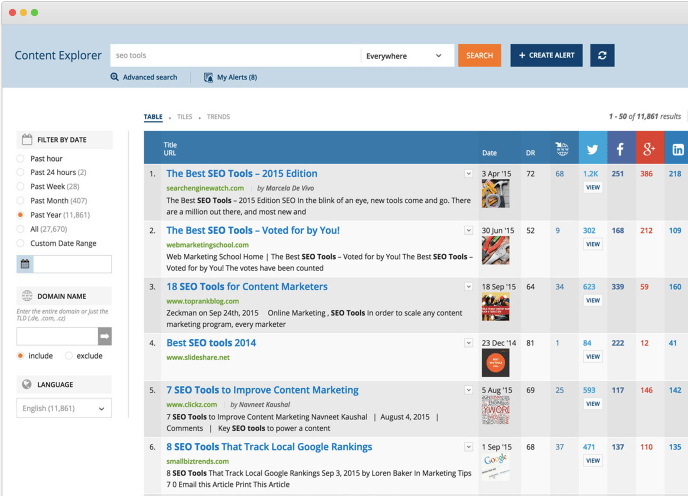 Content Explorer
seo tools
Everywhere
SEARCH
+ CREATE ALERT
Advanced search
My Alerts (8)
TABLE
TILES
TRENDS
1 - 50 of 11,861 results
FILTER BY DATE
Past hour
Past 24 hours (2)
Past Week (28)
Past Month (407)
Past Year (11,861)
All (27,670)
Custom Date Range
DOMAIN NAME
Enter the entire domain or just the
TLD (.de, .com, .cz)
include
exclude
LANGUAGE
English (11,861)
Title
URL
Date
DR
1.
The Best SEO Tools – 2015 Edition
searchenginewatch.com | by Marcela De Vivo
The Best SEO Tools – 2015 Edition SEO In the blink of an eye, new tools come and go. There
are a million out there, and most new and
3 Apr '15
72
68
1.2K
VIEW
251
386
218
2.
The Best SEO Tools – Voted for by You!
webmarketingschool.com
Web Marketing School Home | The Best SEO Tools – Voted for by You! The Best SEO Tools –
Voted for by You! The votes have been counted
30 Jun '15
52
9
302
VIEW
168
212
109
3.
18 SEO Tools for Content Marketers
www.toprankblog.com
Zeckman on Sep 24th, 2015 Online Marketing , SEO Tools In order to scale any content
marketing program, every marketer
18 Sep '15
64
34
623
VIEW
339
59
160
4.
Best SEO tools 2014
www.slideshare.net
23 Dec '14
81
1
84
VIEW
222
12
41
5.
7 SEO Tools to Improve Content Marketing
www.clickz.com | by Navneet Kaushal
7 SEO Tools to Improve Content Marketing Navneet Kaushal | August 4, 2015 |
Comments | Key SEO tools to power a content
5 Aug '15
69
25
593
VIEW
117
146
142
6.
8 SEO Tools That Track Local Google Rankings
smallbiztrends.com
8 SEO Tools That Track Local Google Rankings Sep 3, 2015 by Loren Baker In Marketing Tips
7 0 Email this Article Print This Article
1 Sep '15
Google
68
37
471
VIEW
137
110
135